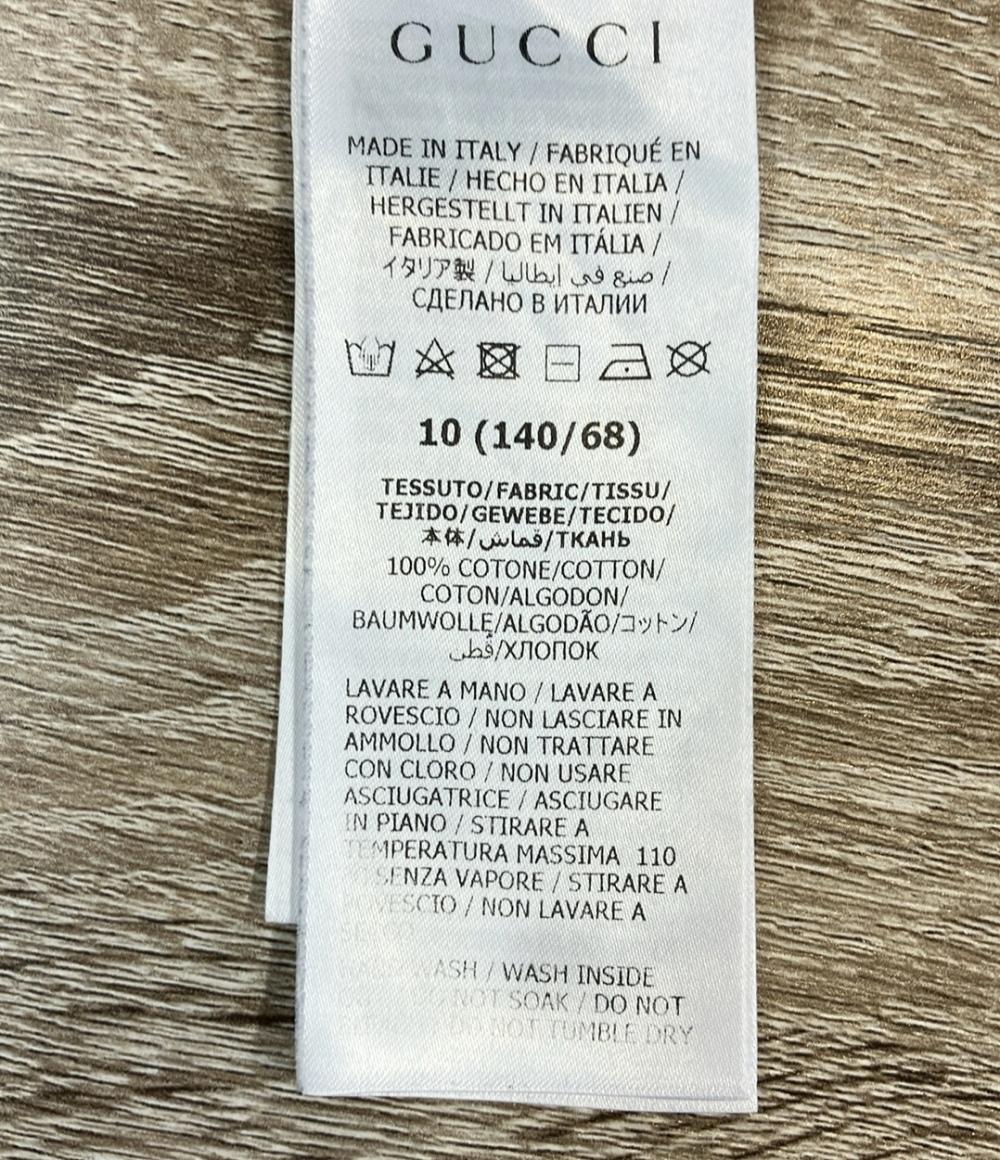 GUCCI
MADE IN ITALY / FABRIQUÉ EN
ITALIE / HECHO EN ITALIA /
HERGESTELLT IN ITALIEN /
FABRICADO EM ITÁLIA /
イタリア製 / صنع في إيطاليا /
СДЕЛАНО В ИТАЛИИ
10 (140/68)
TESSUTO/FABRIC/TISSU/
TEJIDO/GEWEBE/TECIDO/
本体/قماش/ТКАНЬ
100% COTONE/COTTON/
COTON/ALGODON/
BAUMWOLLE/ALGODÃO/コットン/
قطن/ХЛОПОК
LAVARE A MANO / LAVARE A
ROVESCIO / NON LASCIARE IN
AMMOLLO / NON TRATTARE
CON CLORO / NON USARE
ASCIUGATRICE / ASCIUGARE
IN PIANO / STIRARE A
TEMPERATURA MASSIMA 110
SENZA VAPORE / STIRARE A
ROVESCIO / NON LAVARE A
SECCO
HAND WASH / WASH INSIDE
DO NOT SOAK / DO NOT
DO NOT TUMBLE DRY